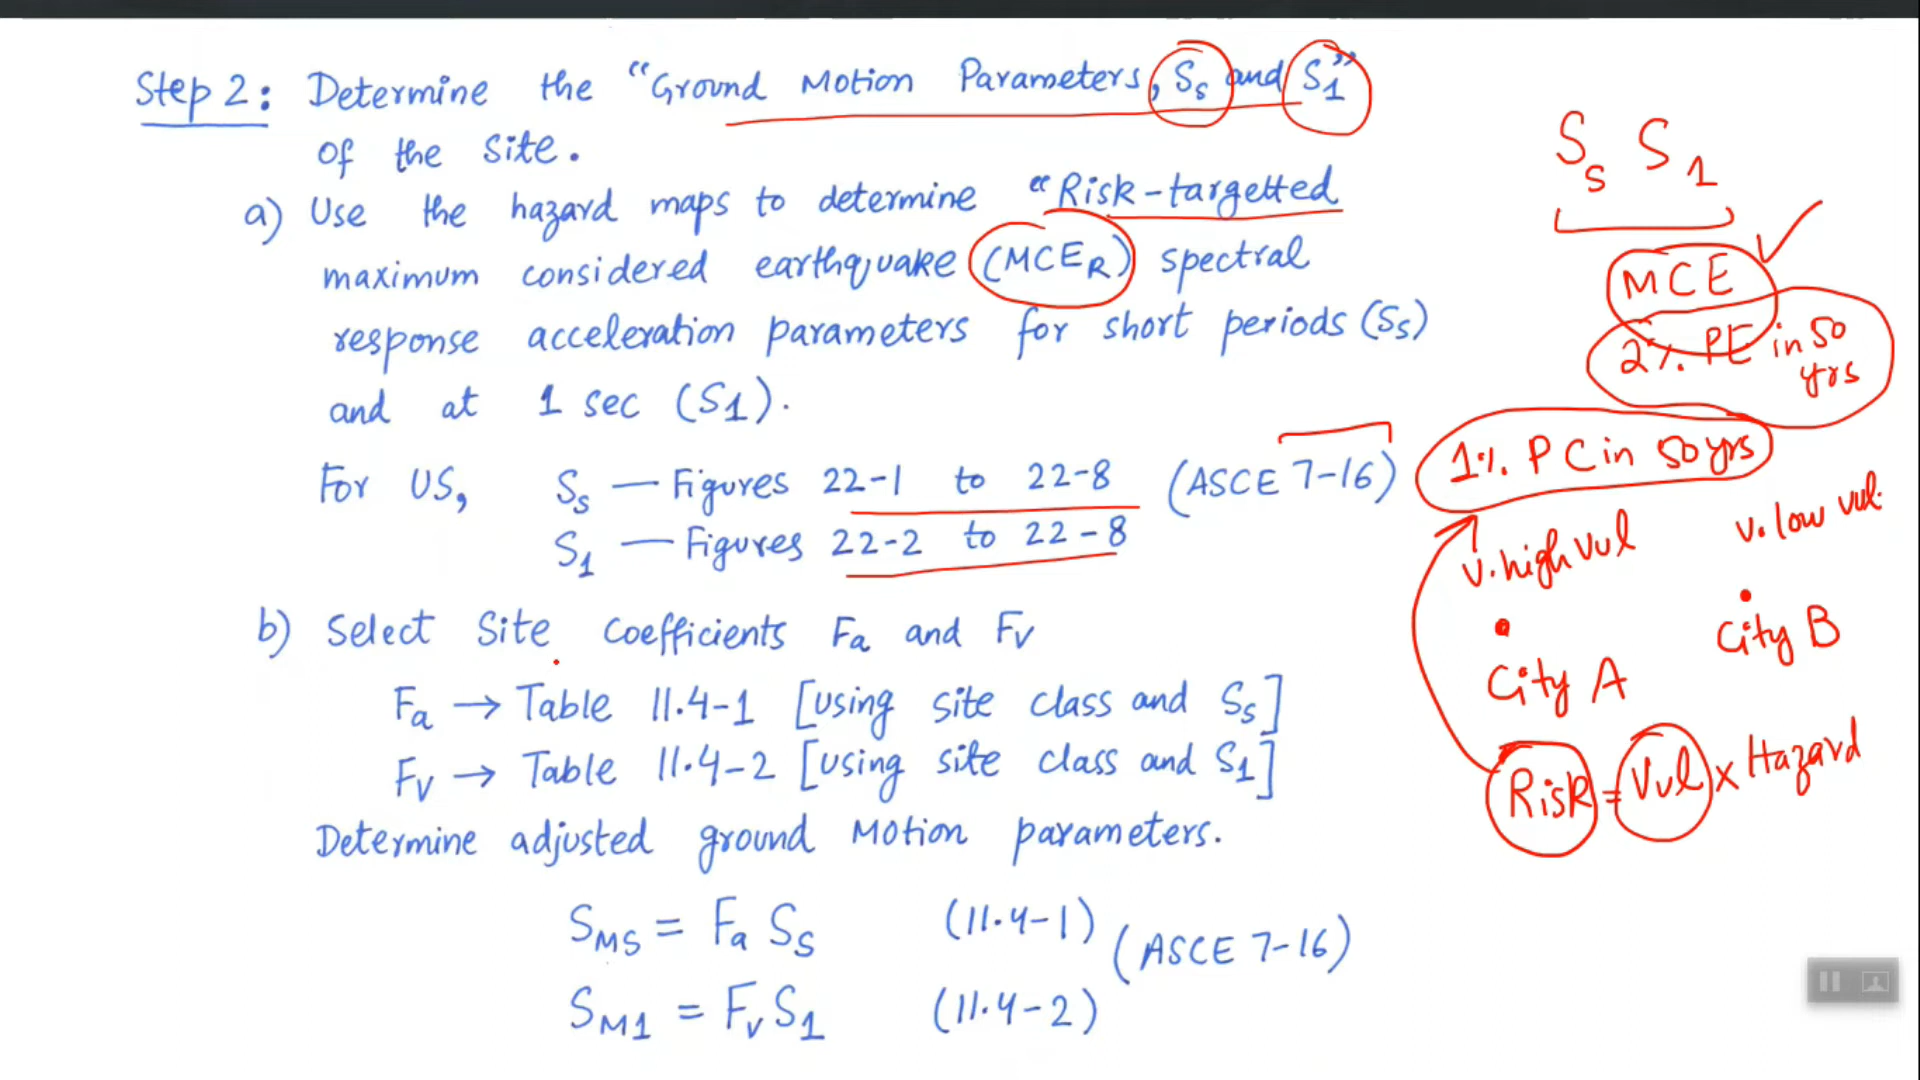 Step 2: Determine the "Ground Motion Parameters, Ss and S1"
of the site.
a) Use the hazard maps to determine "Risk-targetted
maximum considered earthquake (MCER) spectral
response acceleration parameters for short periods (Ss)
and at 1 sec (S1).
For US, Ss — Figures 22-1 to 22-8 (ASCE 7-16)
S1 — Figures 22-2 to 22-8
b) Select Site Coefficients Fa and Fv
Fa → Table 11.4-1 [Using site class and Ss]
Fv → Table 11.4-2 [Using site class and S1]
Determine adjusted ground motion parameters.
SMS = Fa Ss (11.4-1)
(ASCE 7-16)
SM1 = Fv S1 (11.4-2)
Ss S1
MCE
2% PE in 50
yrs
1% PC in 50 yrs
v. high Vul
v. low vul.
City A
City B
Risk = Vul x Hazard